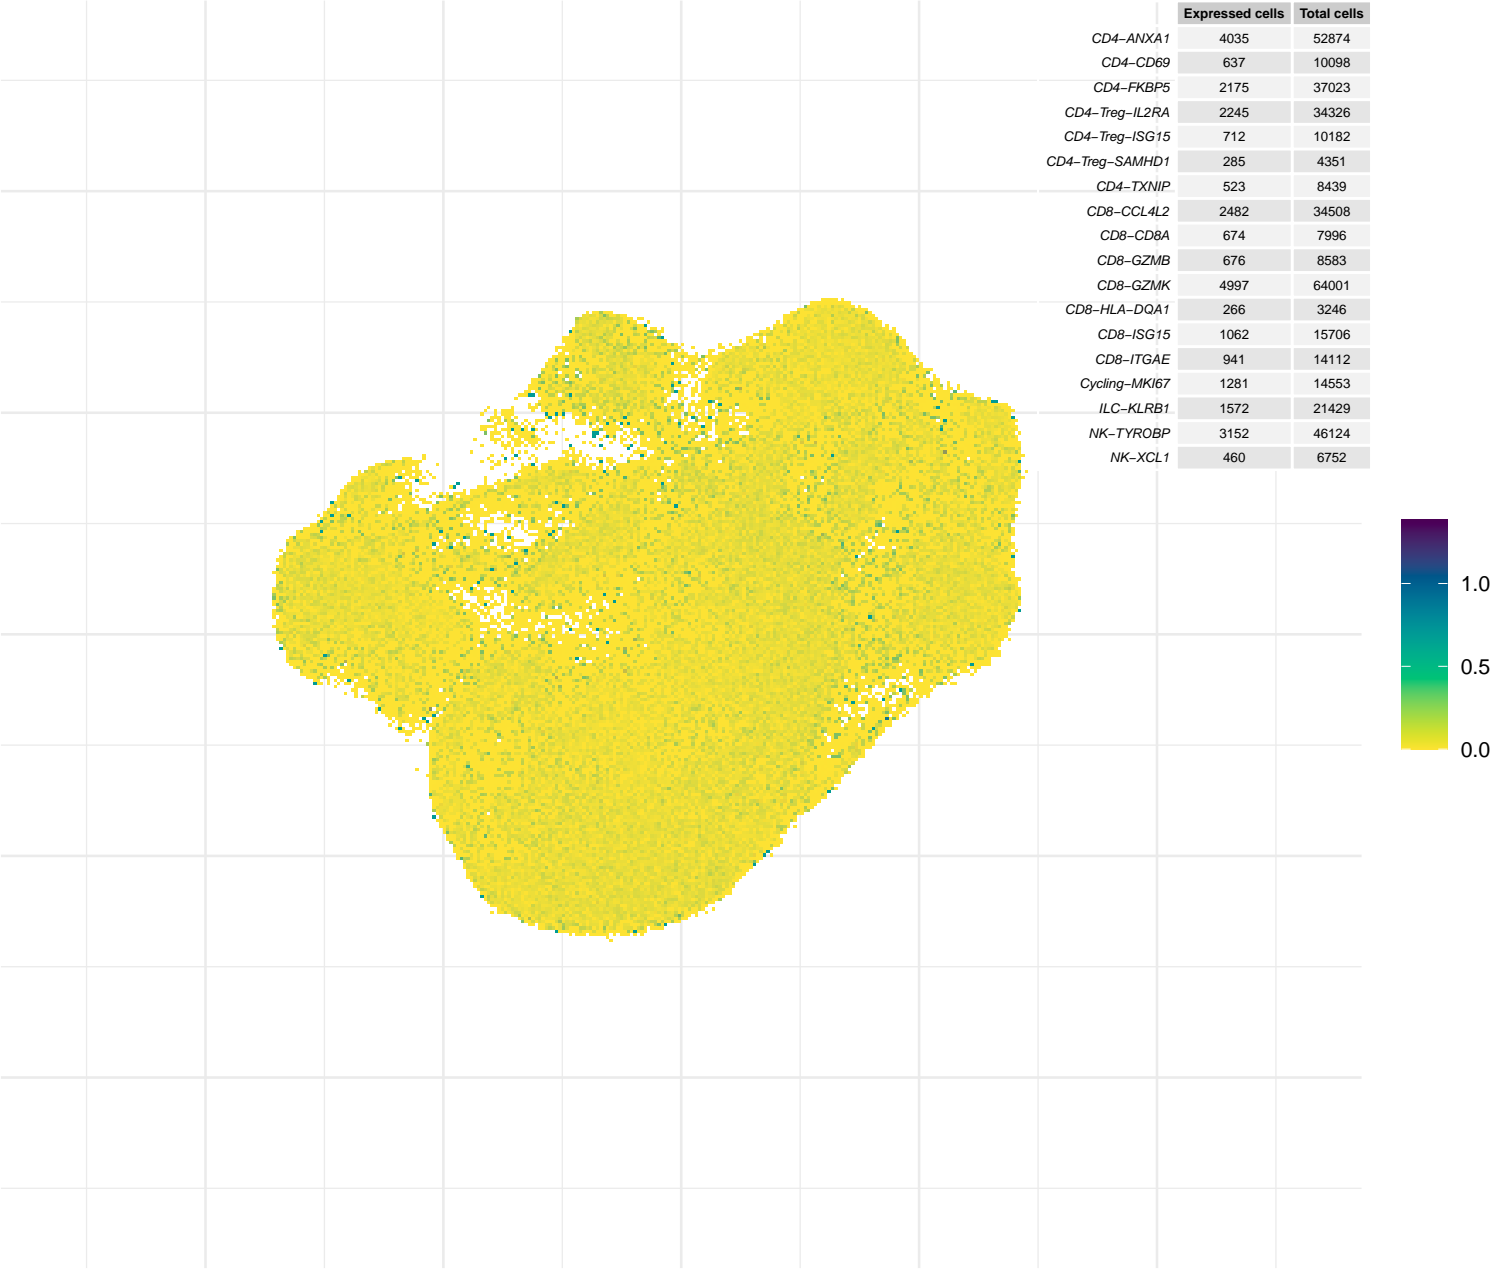 Expressed cells Total cells
CD4−ANXA1 4035 52874
CD4−CD69 637 10098
CD4−FKBP5 2175 37023
CD4−Treg−IL2RA 2245 34326
CD4−Treg−ISG15 712 10182
CD4−Treg−SAMHD1 285 4351
CD4−TXNIP 523 8439
CD8−CCL4L2 2482 34508
CD8−CD8A 674 7996
CD8−GZMB 676 8583
CD8−GZMK 4997 64001
CD8−HLA−DQA1 266 3246
CD8−ISG15 1062 15706
CD8−ITGAE 941 14112
Cycling−MKI67 1281 14553
ILC−KLRB1 1572 21429
NK−TYROBP 3152 46124
NK−XCL1 460 6752
1.0
0.5
0.0